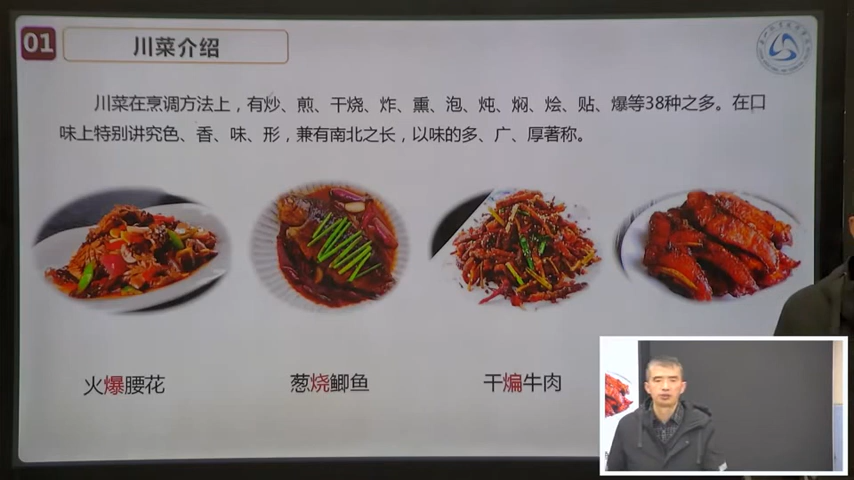 01
川菜介绍
川菜在烹调方法上，有炒、煎、干烧、炸、熏、泡、炖、焖、烩、贴、爆等38种之多。在口
味上特别讲究色、香、味、形，兼有南北之长，以味的多、广、厚著称。
火爆腰花
葱烧鲫鱼
干煸牛肉